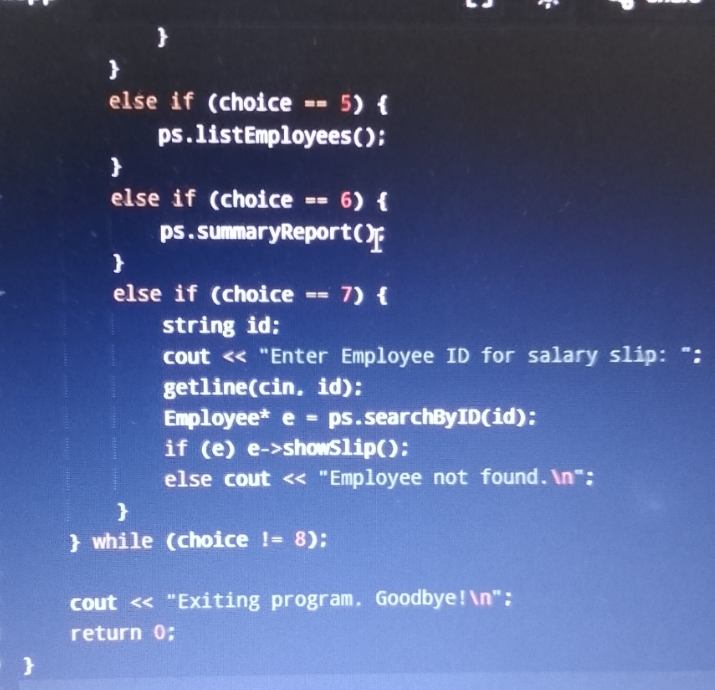 }
}
else if (choice == 5) {
ps.listEmployees();
}
else if (choice == 6) {
ps.summaryReport();
}
else if (choice == 7) {
string id;
cout << "Enter Employee ID for salary slip: ";
getline(cin, id);
Employee* e = ps.searchByID(id);
if (e) e->showSlip();
else cout << "Employee not found.\n";
}
} while (choice != 8);
cout << "Exiting program. Goodbye!\n";
return 0;
}